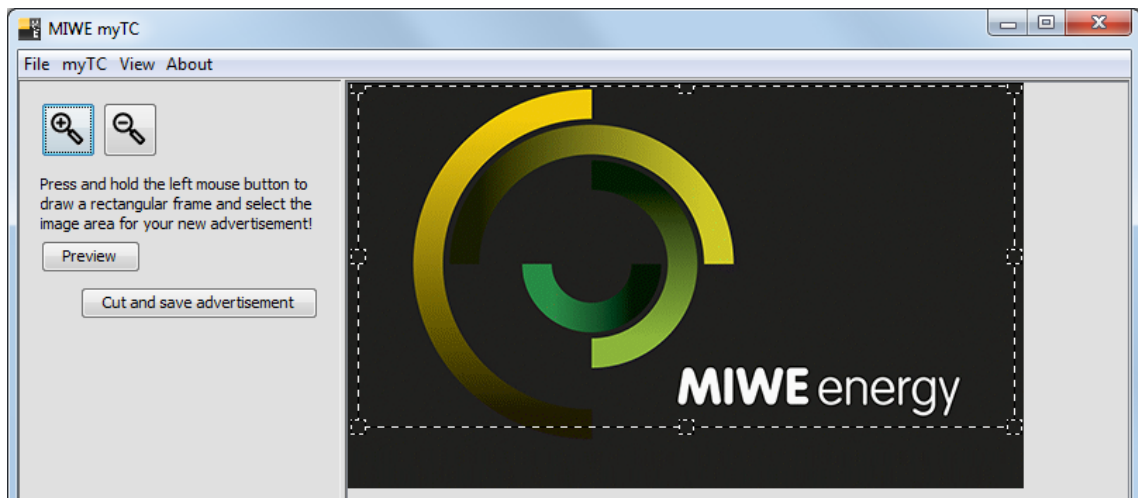 MIWE myTC
File myTC View About
Press and hold the left mouse button to
draw a rectangular frame and select the
image area for your new advertisement!
Preview
Cut and save advertisement
MIWE energy